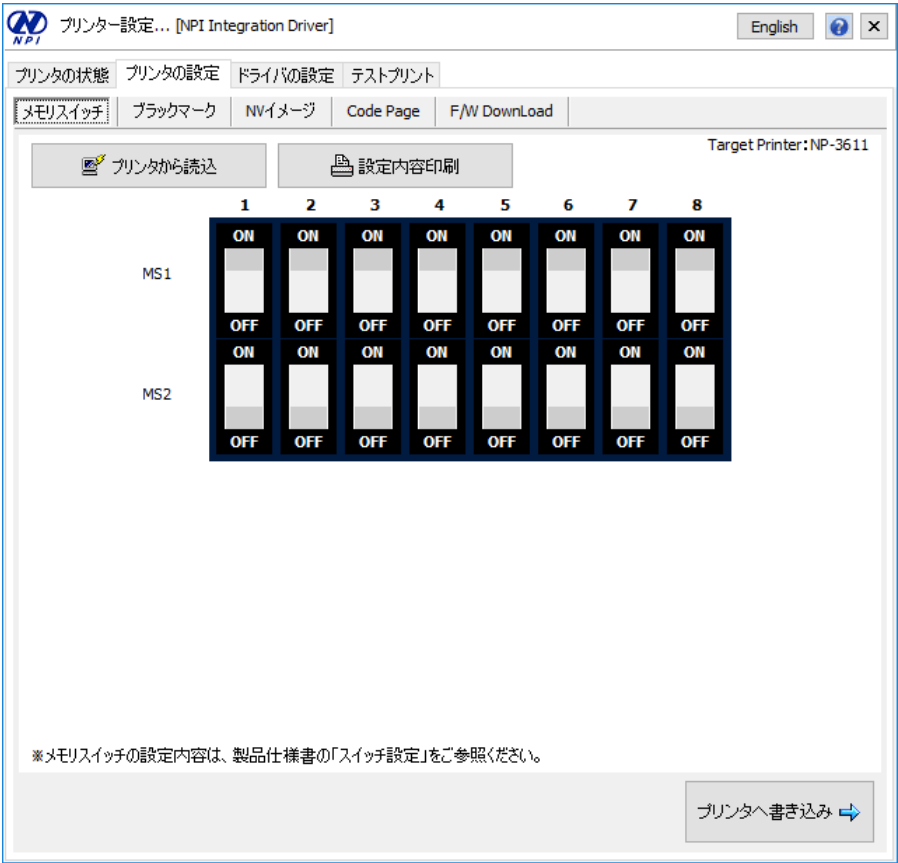 NPI プリンター設定... [NPI Integration Driver] English ? ×
プリンタの状態 プリンタの設定 ドライバの設定 テストプリント
メモリスイッチ ブラックマーク NVイメージ Code Page F/W DownLoad
Target Printer:NP-3611
プリンタから読込 設定内容印刷
1 2 3 4 5 6 7 8
ON ON ON ON ON ON ON ON
MS1
OFF OFF OFF OFF OFF OFF OFF OFF
ON ON ON ON ON ON ON ON
MS2
OFF OFF OFF OFF OFF OFF OFF OFF
※メモリスイッチの設定内容は、製品仕様書の「スイッチ設定」をご参照ください。
プリンタへ書き込み